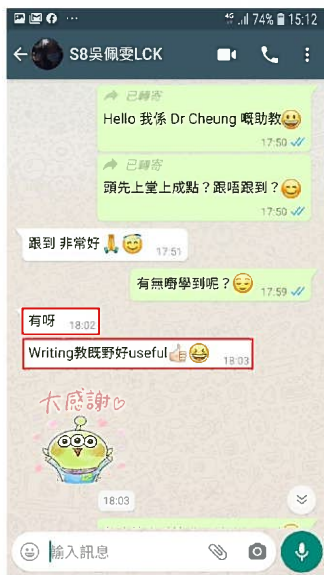 4G 74% 15:12
S8吳佩雯LCK
已轉寄
Hello 我係 Dr Cheung 嘅助教😃
17:50
已轉寄
頭先上堂上成點？跟唔跟到？😊
17:50
跟到 非常好🙏😇
17:51
有無嘢學到呢？😌
17:59
有呀
18:02
Writing教既野好useful👍🏻😄
18:03
大感謝
18:03
輸入訊息